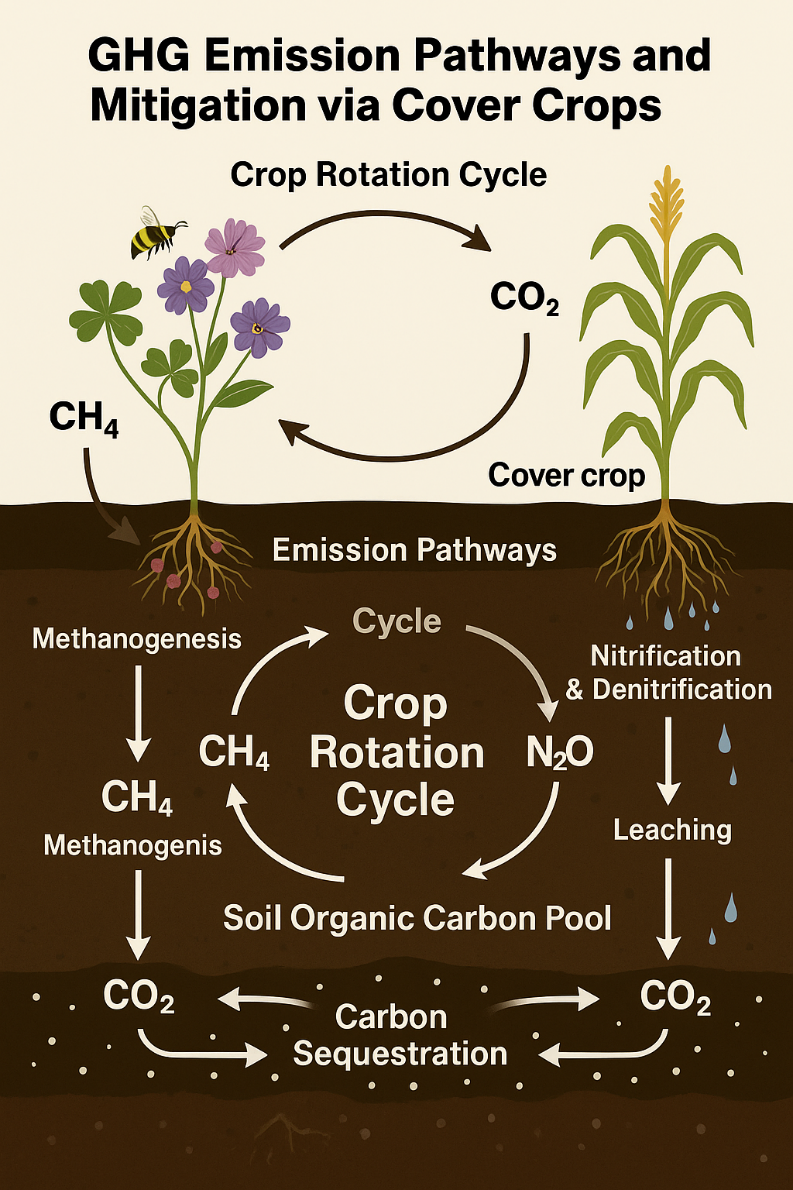 GHG Emission Pathways and
Mitigation via Cover Crops
Crop Rotation Cycle
CO₂
CH₄
Cover crop
Emission Pathways
Cycle
Methanogenesis
Nitrification
& Denitrification
Crop
Rotation
Cycle
CH₄
N₂O
CH₄
Methanogenis
Leaching
Soil Organic Carbon Pool
CO₂
CO₂
Carbon
Sequestration